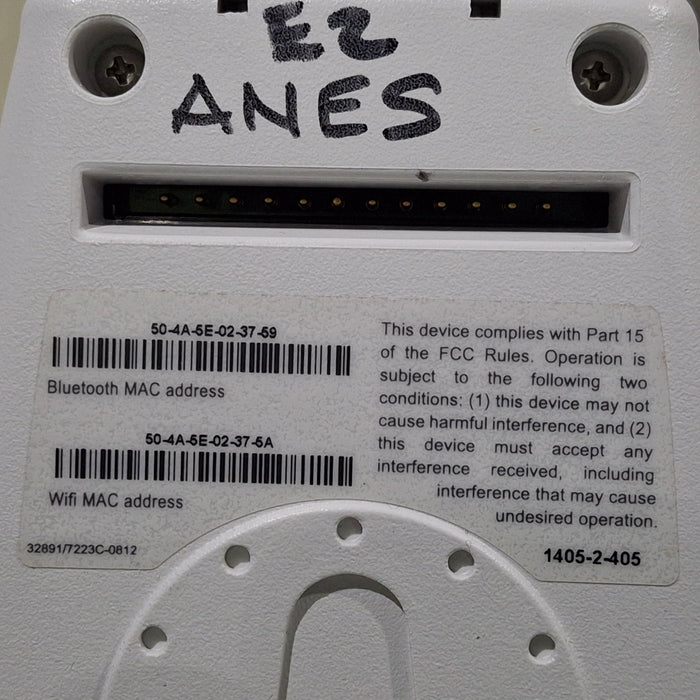 E2
ANES
50-4A-5E-02-37-59
Bluetooth MAC address
50-4A-5E-02-37-5A
Wifi MAC address
32891/7223C-0812
This device complies with Part 15
of the FCC Rules. Operation is
subject to the following two
conditions: (1) this device may not
cause harmful interference, and (2)
this device must accept any
interference received, including
interference that may cause
undesired operation.
1405-2-405